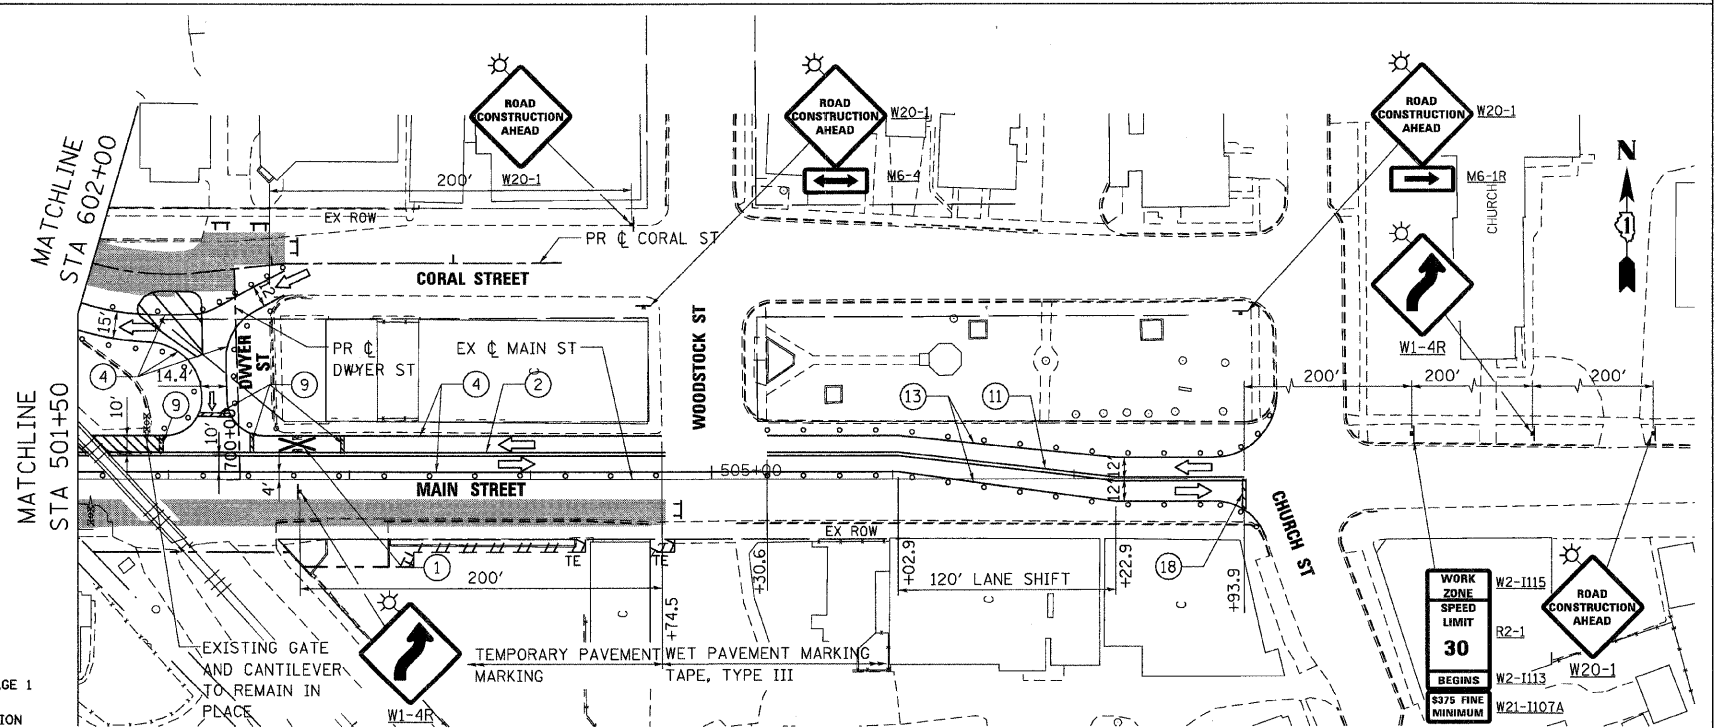 ROAD
CONSTRUCTION
AHEAD
W20-1
ROAD
CONSTRUCTION
AHEAD
W20-1
M6-4
ROAD
CONSTRUCTION
AHEAD
W20-1
M6-1R
CHURCH
N
1
W1-4R
MATCHLINE
STA 602+00
200'
EX ROW
PR ℄ CORAL ST
CORAL STREET
15'
DWYER
ST
PR ℄
DWYER ST
EX ℄ MAIN ST
WOODSTOCK ST
4
14.4'
9
9
4
2
13
11
200'
200'
200'
MATCHLINE
STA 501+50
10'
10'
700+00
4'
505+00
12'
12'
MAIN STREET
CHURCH ST
EX ROW
1
TE
TE
200'
+74.5
+30.6
+02.9
120' LANE SHIFT
+22.9
18
+93.9
WORK
ZONE
W2-I115
SPEED
LIMIT
30
R2-1
BEGINS
W2-I113
$375 FINE
MINIMUM
W21-I107A
ROAD
CONSTRUCTION
AHEAD
W20-1
EXISTING GATE
AND CANTILEVER
TO REMAIN IN
PLACE
W1-4R
TEMPORARY PAVEMENT
MARKING
WET PAVEMENT MARKING
TAPE, TYPE III
GE 1
ION